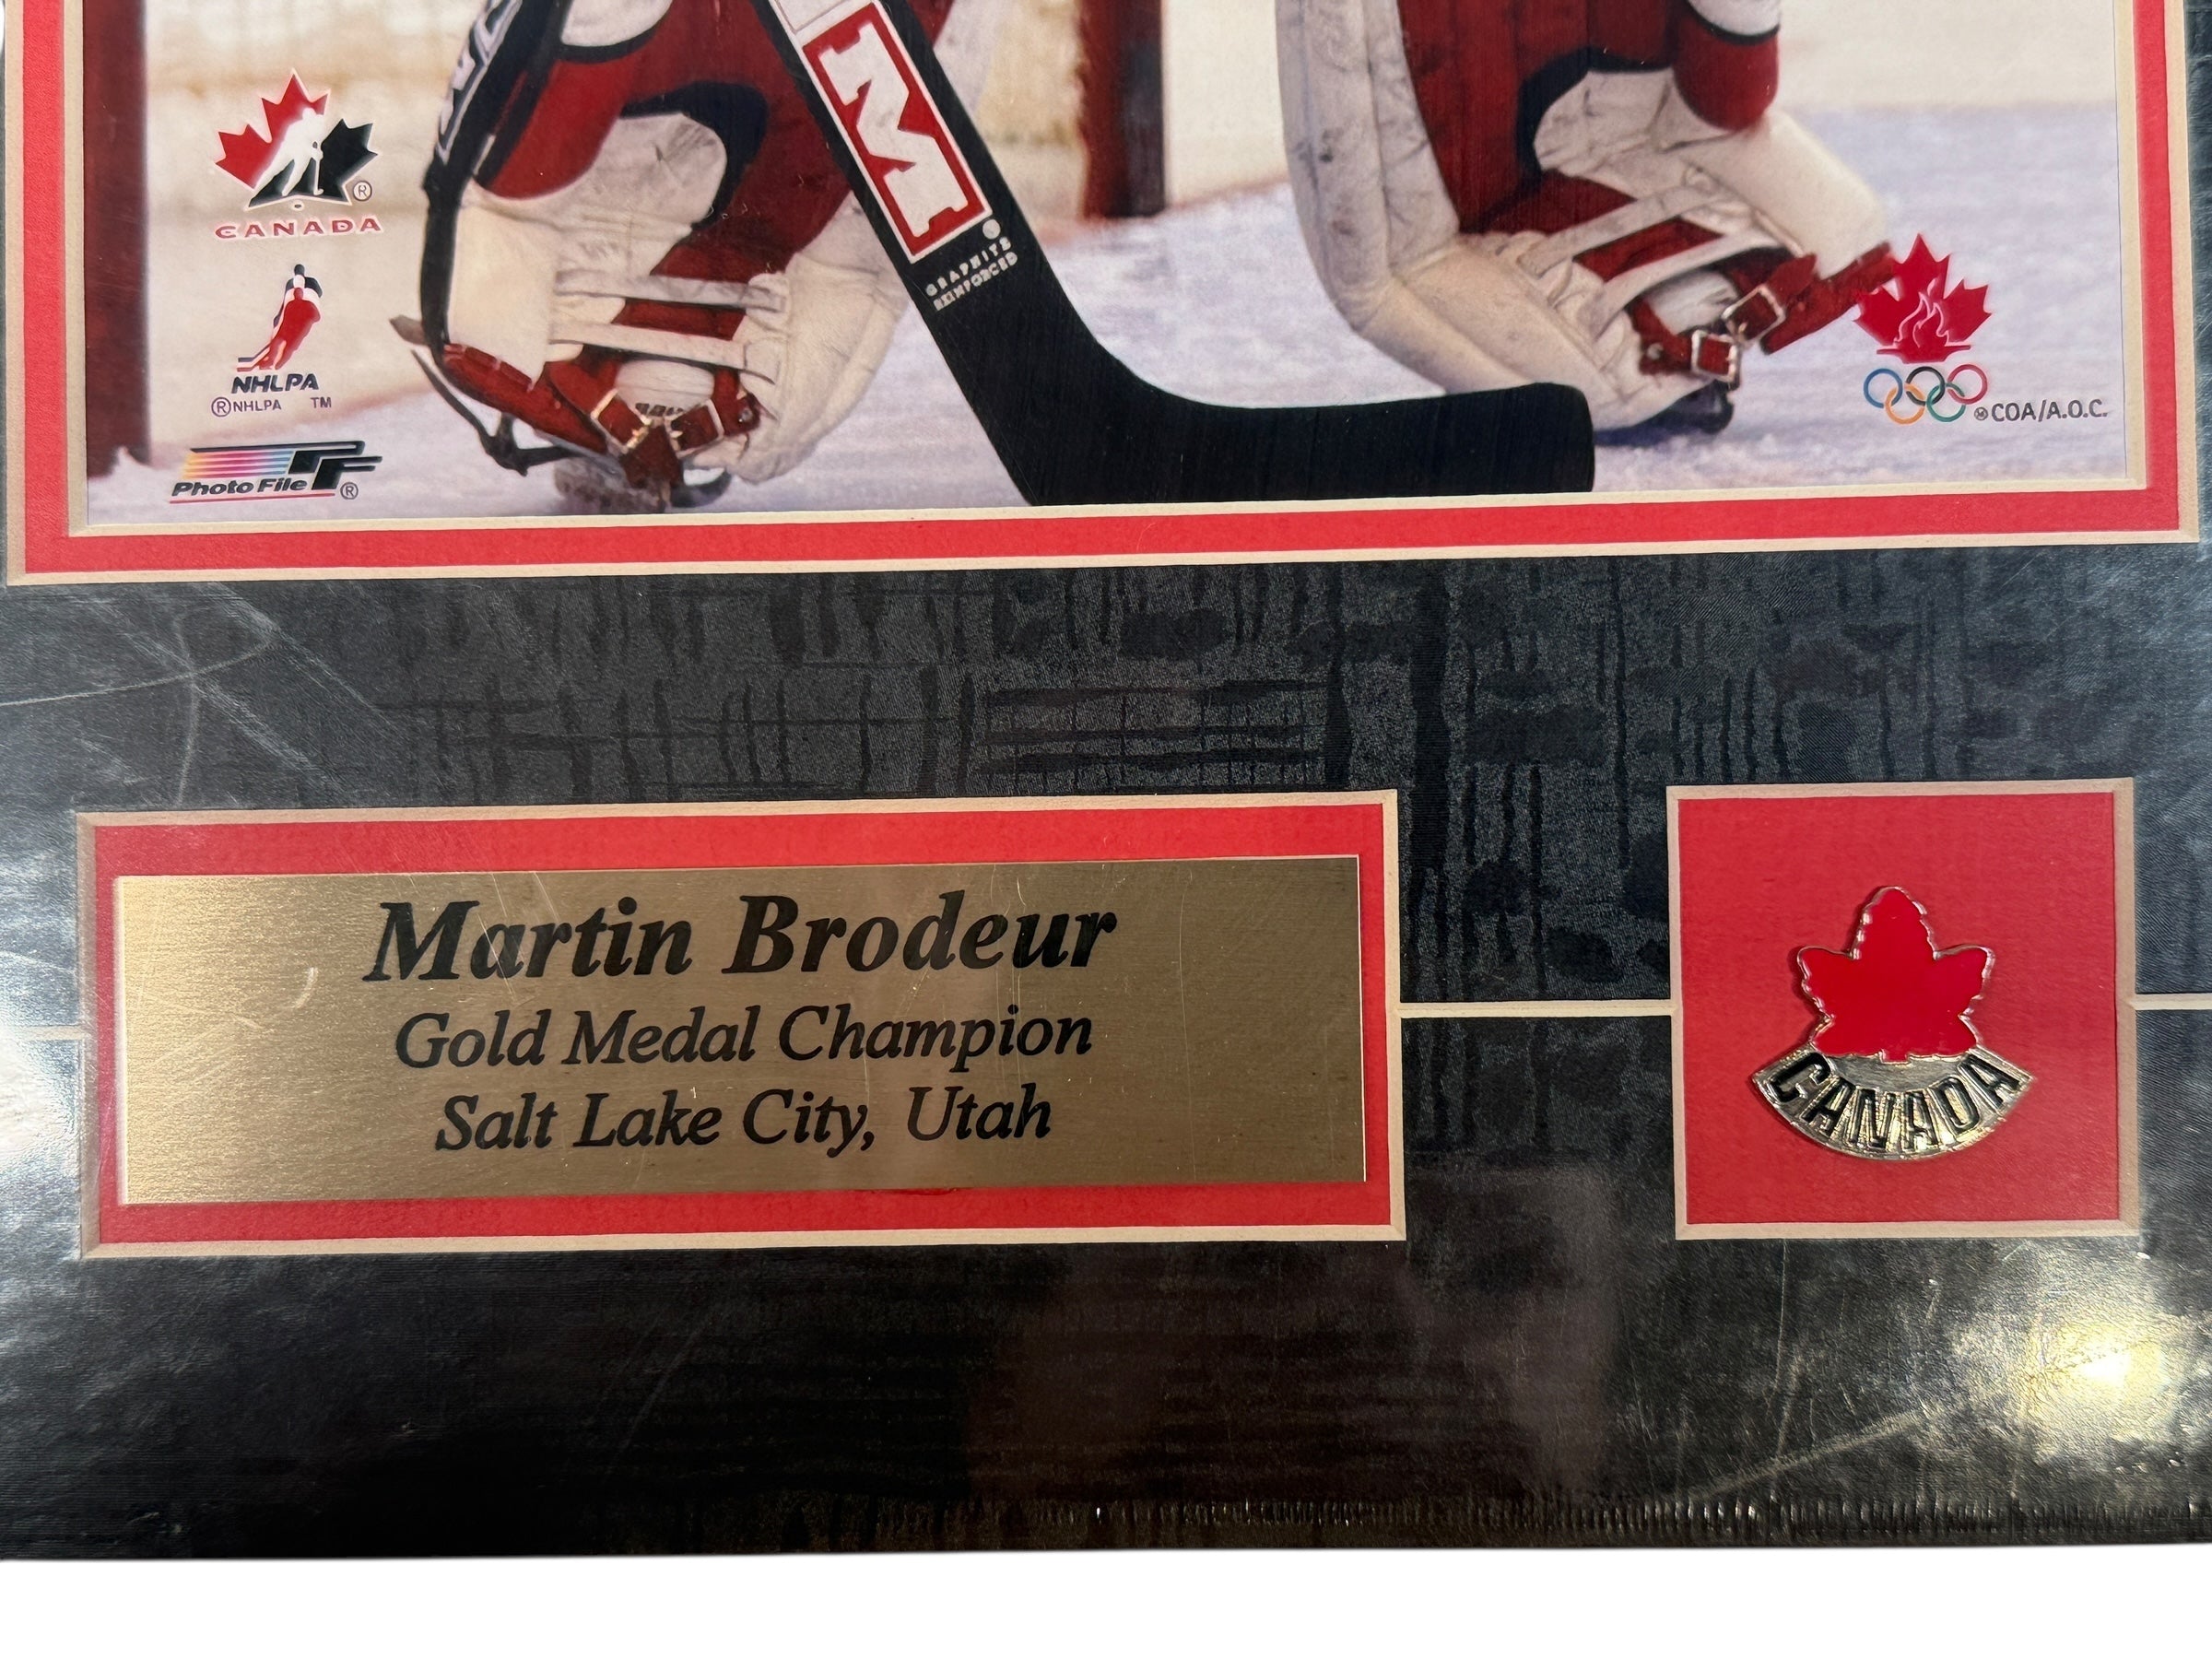 M
GRAPHITE
REINFORCED
®
CANADA
NHLPA
®NHLPA TM
PF
Photo File ®
COA/A.O.C.
Martin Brodeur
Gold Medal Champion
Salt Lake City, Utah
CANADA